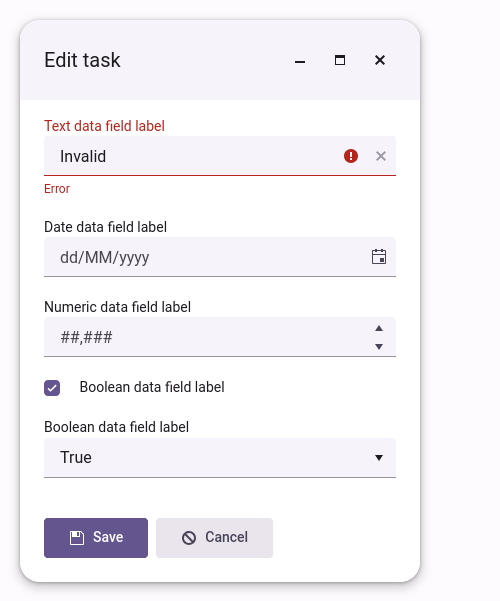 Edit task
Text data field label
Invalid
Error
Date data field label
dd/MM/yyyy
Numeric data field label
##,###
Boolean data field label
Boolean data field label
True
Save Cancel